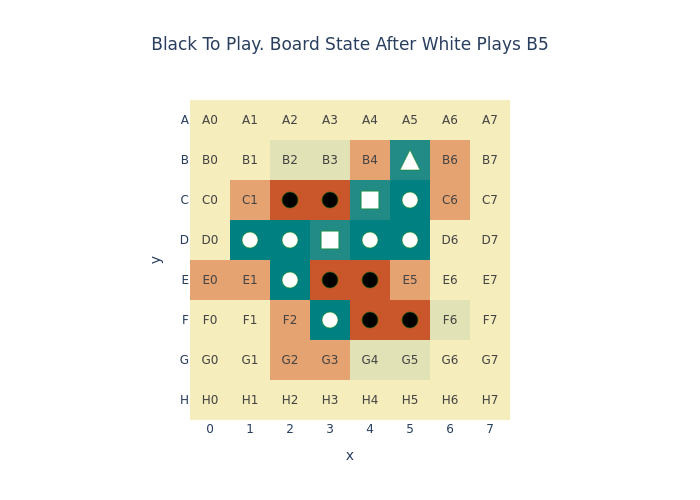 Black To Play. Board State After White Plays B5
A A0 A1 A2 A3 A4 A5 A6 A7
B B0 B1 B2 B3 B4 B6 B7
C C0 C1 C6 C7
D D0 D6 D7
E E0 E1 E5 E6 E7
F F0 F1 F2 F6 F7
G G0 G1 G2 G3 G4 G5 G6 G7
H H0 H1 H2 H3 H4 H5 H6 H7
0 1 2 3 4 5 6 7
x
y